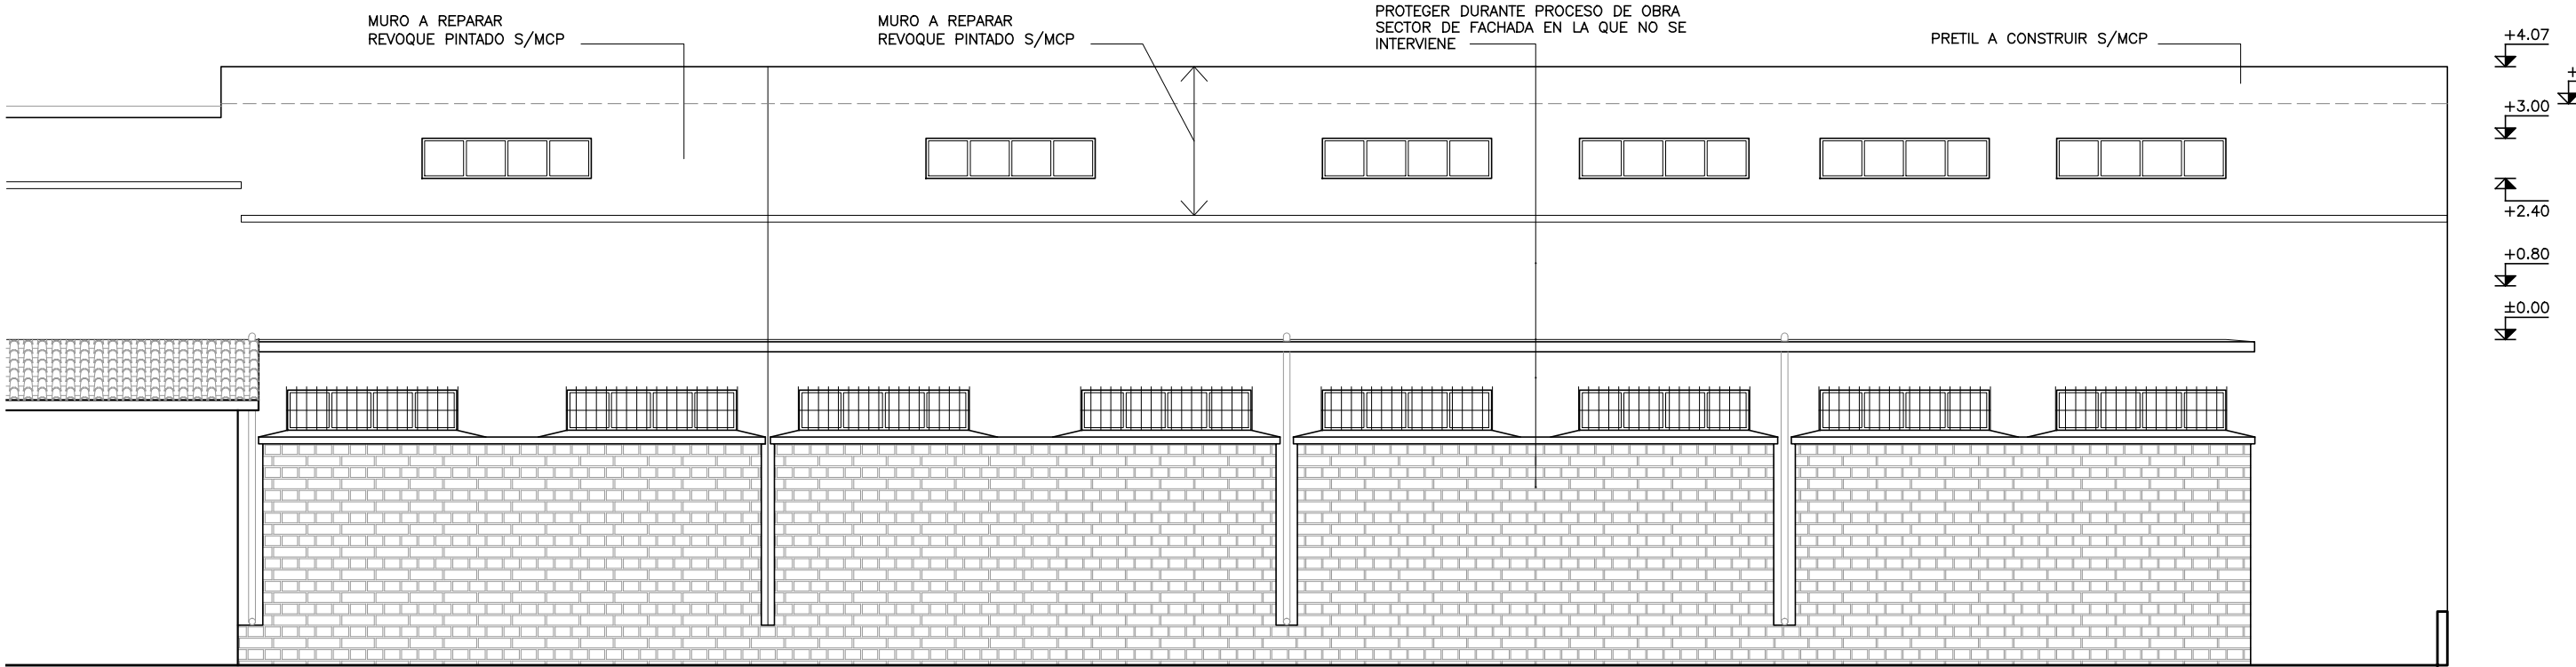 MURO A REPARAR
REVOQUE PINTADO S/MCP
MURO A REPARAR
REVOQUE PINTADO S/MCP
PROTEGER DURANTE PROCESO DE OBRA
SECTOR DE FACHADA EN LA QUE NO SE
INTERVIENE
PRETIL A CONSTRUIR S/MCP
+4.07
+
+3.00
+2.40
+0.80
±0.00